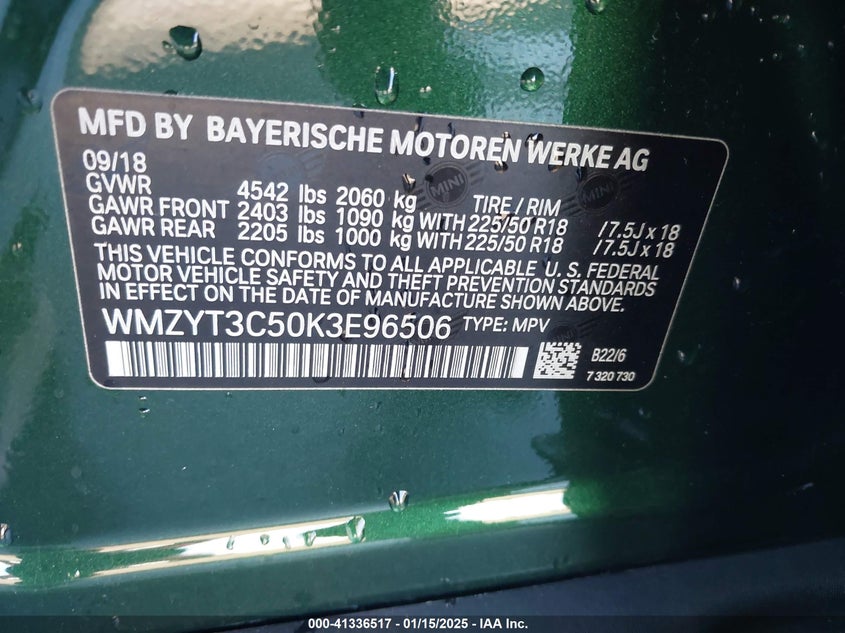 MFD BY BAYERISCHE MOTOREN WERKE AG
09/18
GVWR 4542 lbs 2060 kg TIRE / RIM
GAWR FRONT 2403 lbs 1090 kg WITH 225/50 R18 / 7.5J x 18
GAWR REAR 2205 lbs 1000 kg WITH 225/50 R18 / 7.5J x 18
THIS VEHICLE CONFORMS TO ALL APPLICABLE U. S. FEDERAL
MOTOR VEHICLE SAFETY AND THEFT PREVENTION STANDARDS
IN EFFECT ON THE DATE OF MANUFACTURE SHOWN ABOVE.
WMZYT3C50K3E96506 TYPE: MPV
B22/6
7 320 730
MINI
MINI
000-41336517 - 01/15/2025 - IAA Inc.